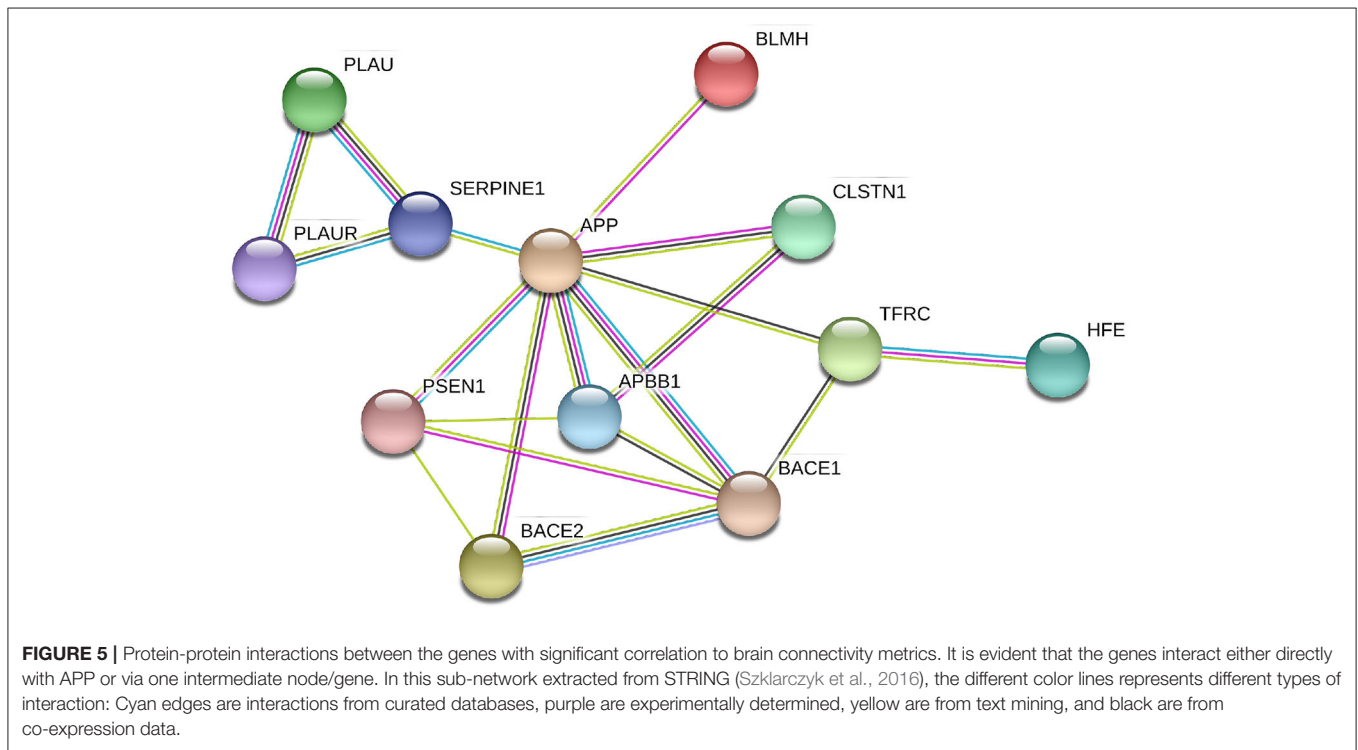 BLMH
PLAU
CLSTN1
SERPINE1
APP
PLAUR
TFRC
HFE
PSEN1
APBB1
BACE1
BACE2
FIGURE 5 | Protein-protein interactions between the genes with significant correlation to brain connectivity metrics. It is evident that the genes interact either directly
with APP or via one intermediate node/gene. In this sub-network extracted from STRING (Szklarczyk et al., 2016), the different color lines represents different types of
interaction: Cyan edges are interactions from curated databases, purple are experimentally determined, yellow are from text mining, and black are from
co-expression data.